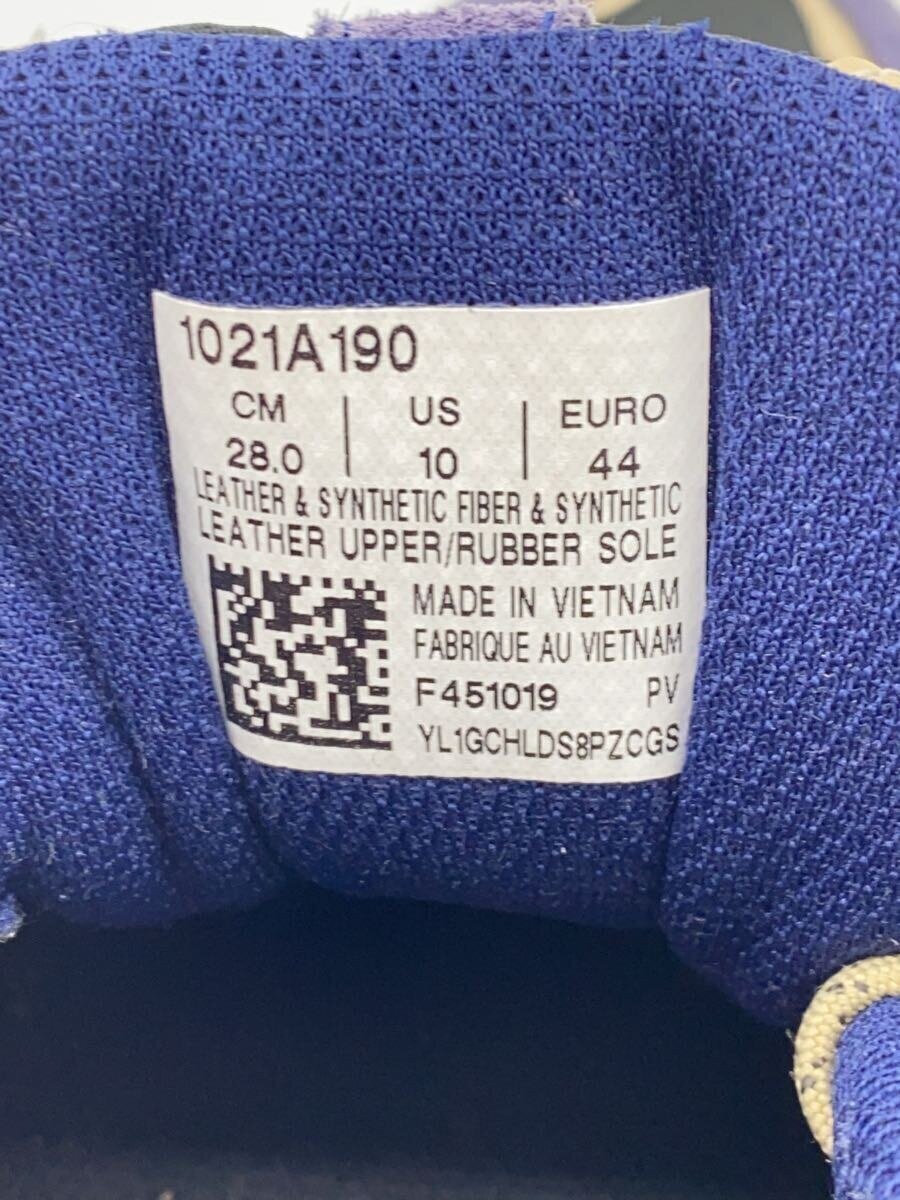 1021A190
CM | US | EURO
28.0 | 10 | 44
LEATHER & SYNTHETIC FIBER & SYNTHETIC
LEATHER UPPER/RUBBER SOLE
MADE IN VIETNAM
FABRIQUE AU VIETNAM
F451019 PV
YL1GCHLDS8PZCGS